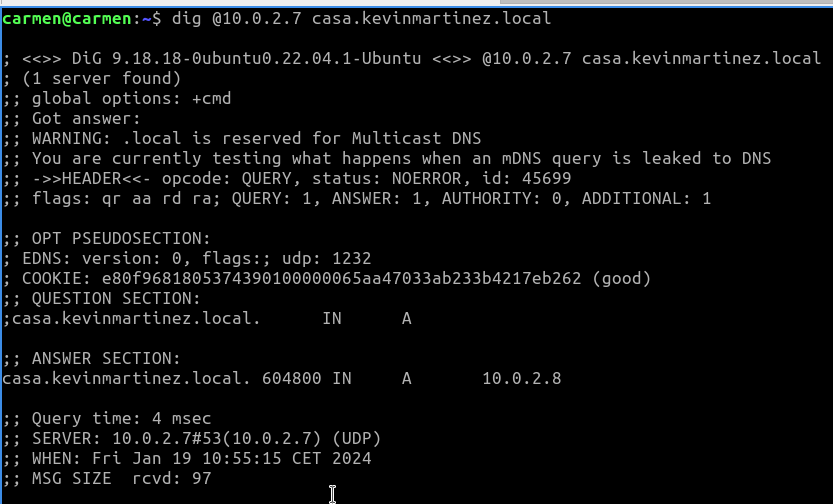 carmen@carmen:~$ dig @10.0.2.7 casa.kevinmartinez.local
; <<>> DiG 9.18.18-0ubuntu0.22.04.1-Ubuntu <<>> @10.0.2.7 casa.kevinmartinez.local
; (1 server found)
;; global options: +cmd
;; Got answer:
;; WARNING: .local is reserved for Multicast DNS
;; You are currently testing what happens when an mDNS query is leaked to DNS
;; ->>HEADER<<- opcode: QUERY, status: NOERROR, id: 45699
;; flags: qr aa rd ra; QUERY: 1, ANSWER: 1, AUTHORITY: 0, ADDITIONAL: 1
;; OPT PSEUDOSECTION:
; EDNS: version: 0, flags:; udp: 1232
; COOKIE: e80f9681805374390100000065aa47033ab233b4217eb262 (good)
;; QUESTION SECTION:
;casa.kevinmartinez.local. IN A
;; ANSWER SECTION:
casa.kevinmartinez.local. 604800 IN A 10.0.2.8
;; Query time: 4 msec
;; SERVER: 10.0.2.7#53(10.0.2.7) (UDP)
;; WHEN: Fri Jan 19 10:55:15 CET 2024
;; MSG SIZE rcvd: 97